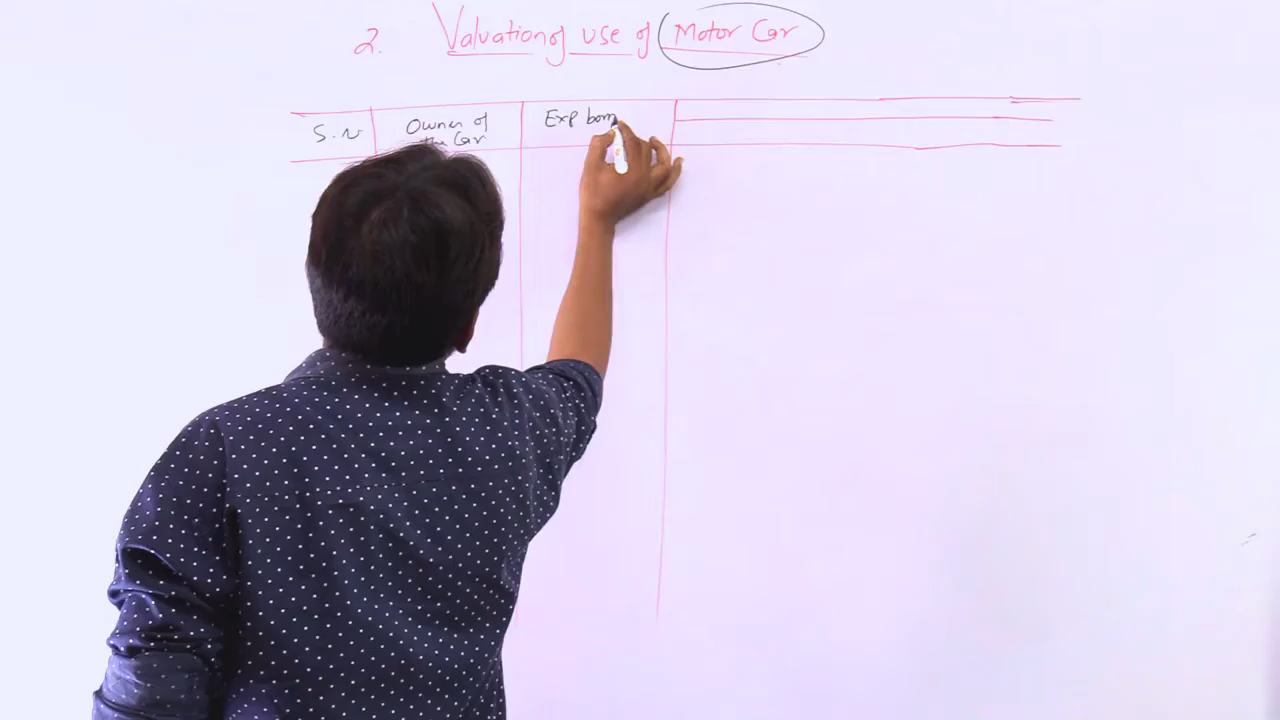 2. Valuation of use of Motor Car
S.N
Owner of
the Car
Exp born